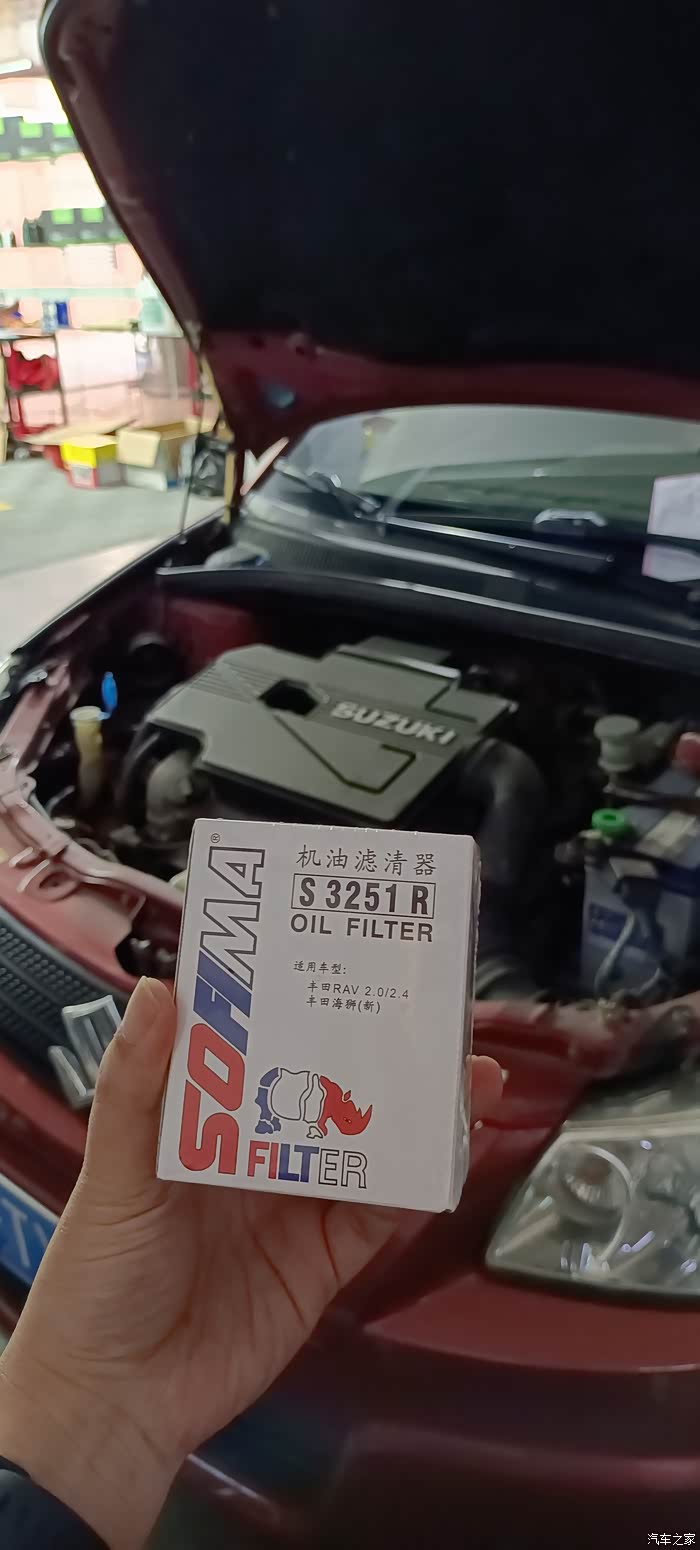 SUZUKI
SOFIMA®
机油滤清器
S 3251 R
OIL FILTER
适用车型:
丰田RAV 2.0/2.4
丰田海狮(新)
FILTER
汽车之家